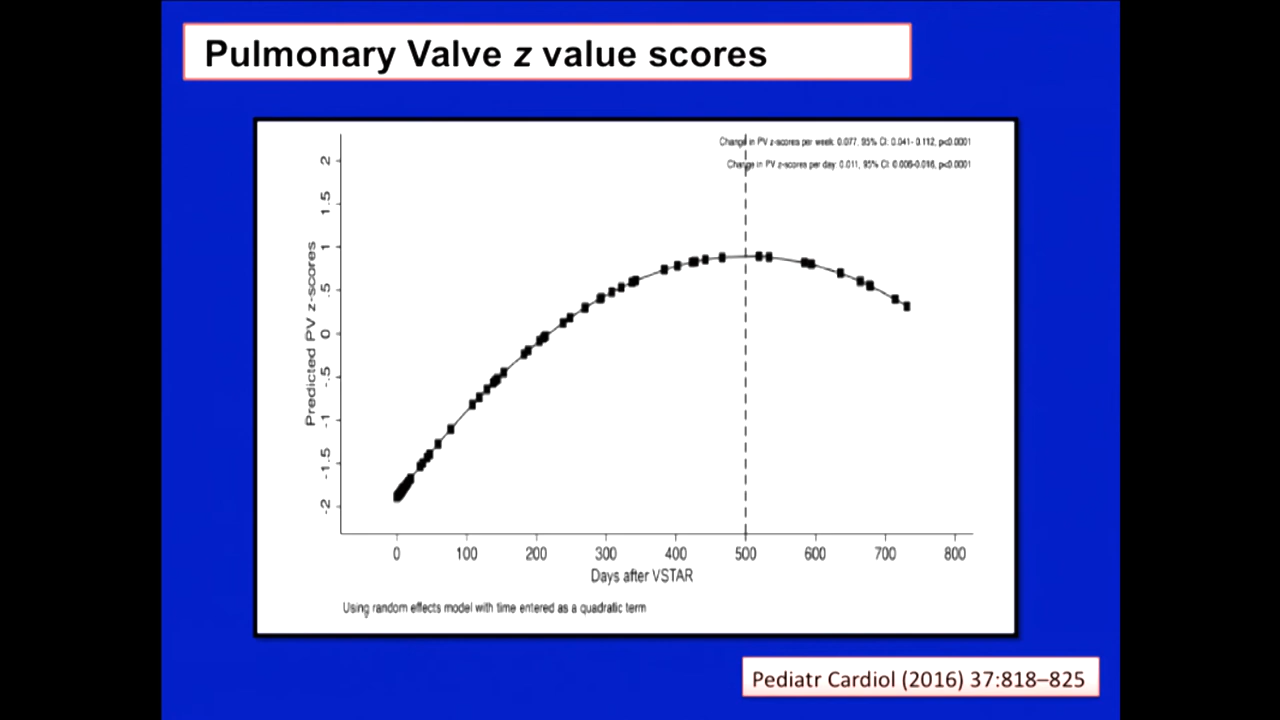 Pulmonary Valve z value scores
Change in PV z-scores per week: 0.077, 95% CI: 0.041- 0.112, p<0.0001
Change in PV z-scores per day: 0.011, 95% CI: 0.006-0.016, p<0.0001
2
1.5
1
.5
0
-.5
-1
-1.5
-2
Predicted PV z-scores
0 100 200 300 400 500 600 700 800
Days after VSTAR
Using random effects model with time entered as a quadratic term
Pediatr Cardiol (2016) 37:818–825